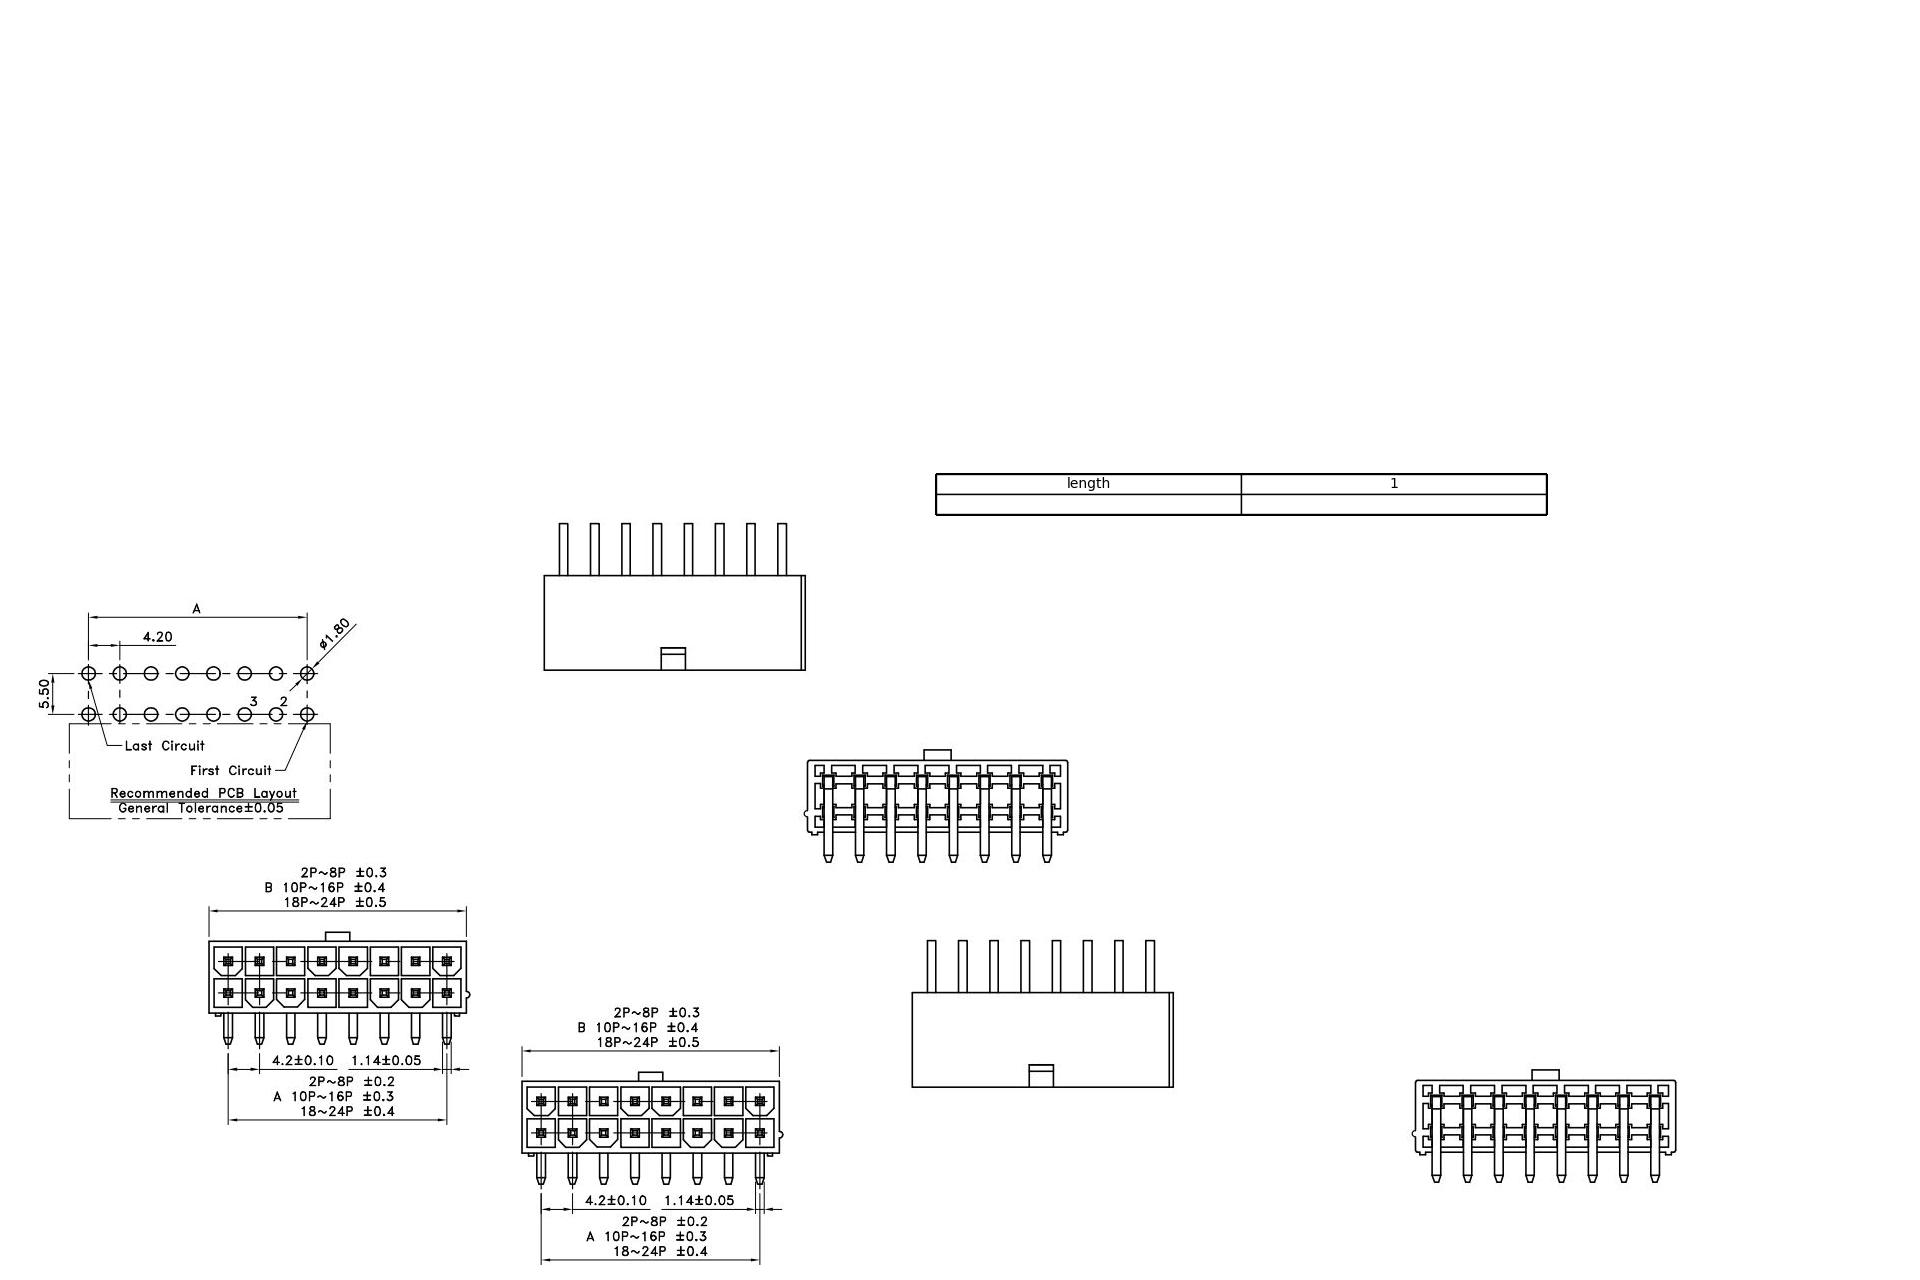 length 1
A
4.20
ø1.80
5.50
3 2
Last Circuit
First Circuit
Recommended PCB Layout
General Tolerance±0.05
2P~8P ±0.3
B 10P~16P ±0.4
18P~24P ±0.5
4.2±0.10 1.14±0.05
2P~8P ±0.2
A 10P~16P ±0.3
18~24P ±0.4
2P~8P ±0.3
B 10P~16P ±0.4
18P~24P ±0.5
4.2±0.10 1.14±0.05
2P~8P ±0.2
A 10P~16P ±0.3
18~24P ±0.4